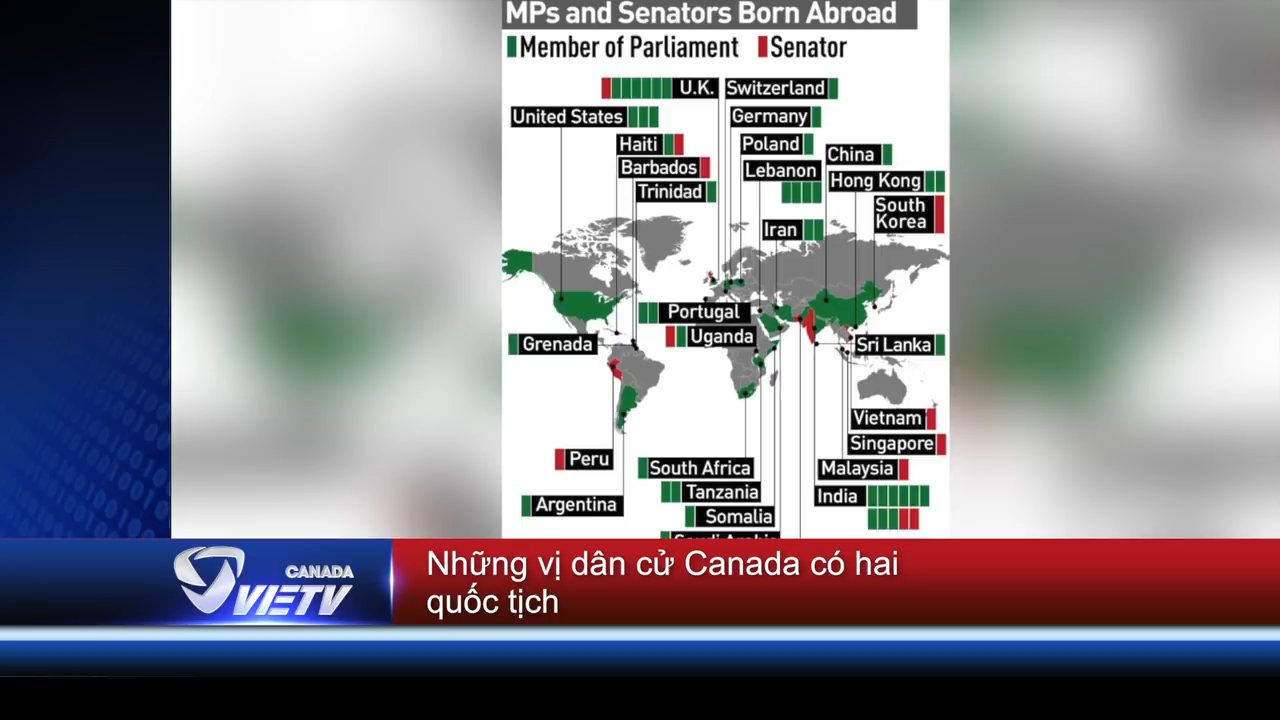 MPs and Senators Born Abroad
Member of Parliament Senator
U.K. Switzerland
United States Germany
Haiti Poland
Barbados Lebanon China
Trinidad Hong Kong
South
Korea
Iran
Portugal
Uganda
Grenada Sri Lanka
Vietnam
Singapore
Peru South Africa Malaysia
Tanzania India
Argentina Somalia
Saudi Arabia
CANADA
VIETV
Những vị dân cử Canada có hai
quốc tịch